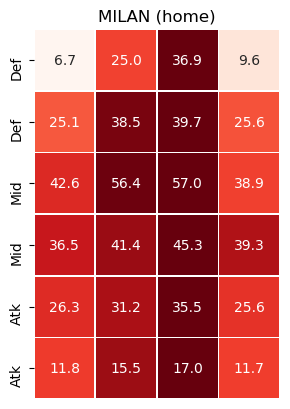 MILAN (home)
Def 6.7 25.0 36.9 9.6
Def 25.1 38.5 39.7 25.6
Mid 42.6 56.4 57.0 38.9
Mid 36.5 41.4 45.3 39.3
Atk 26.3 31.2 35.5 25.6
Atk 11.8 15.5 17.0 11.7